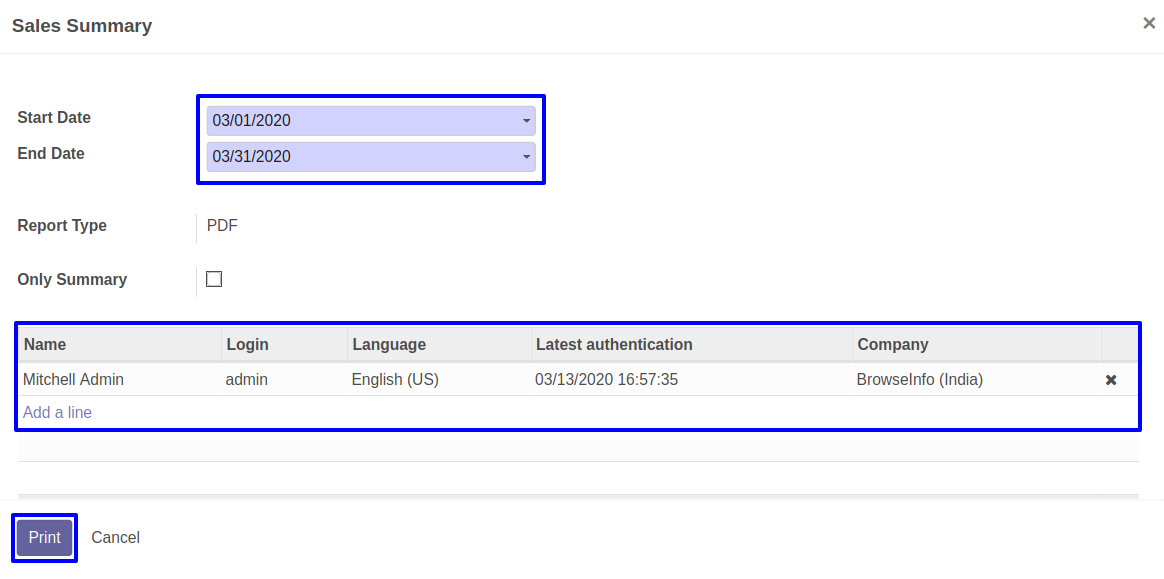 Sales Summary ×
Start Date 03/01/2020
End Date 03/31/2020
Report Type PDF
Only Summary
Name Login Language Latest authentication Company
Mitchell Admin admin English (US) 03/13/2020 16:57:35 BrowseInfo (India) ×
Add a line
Print Cancel